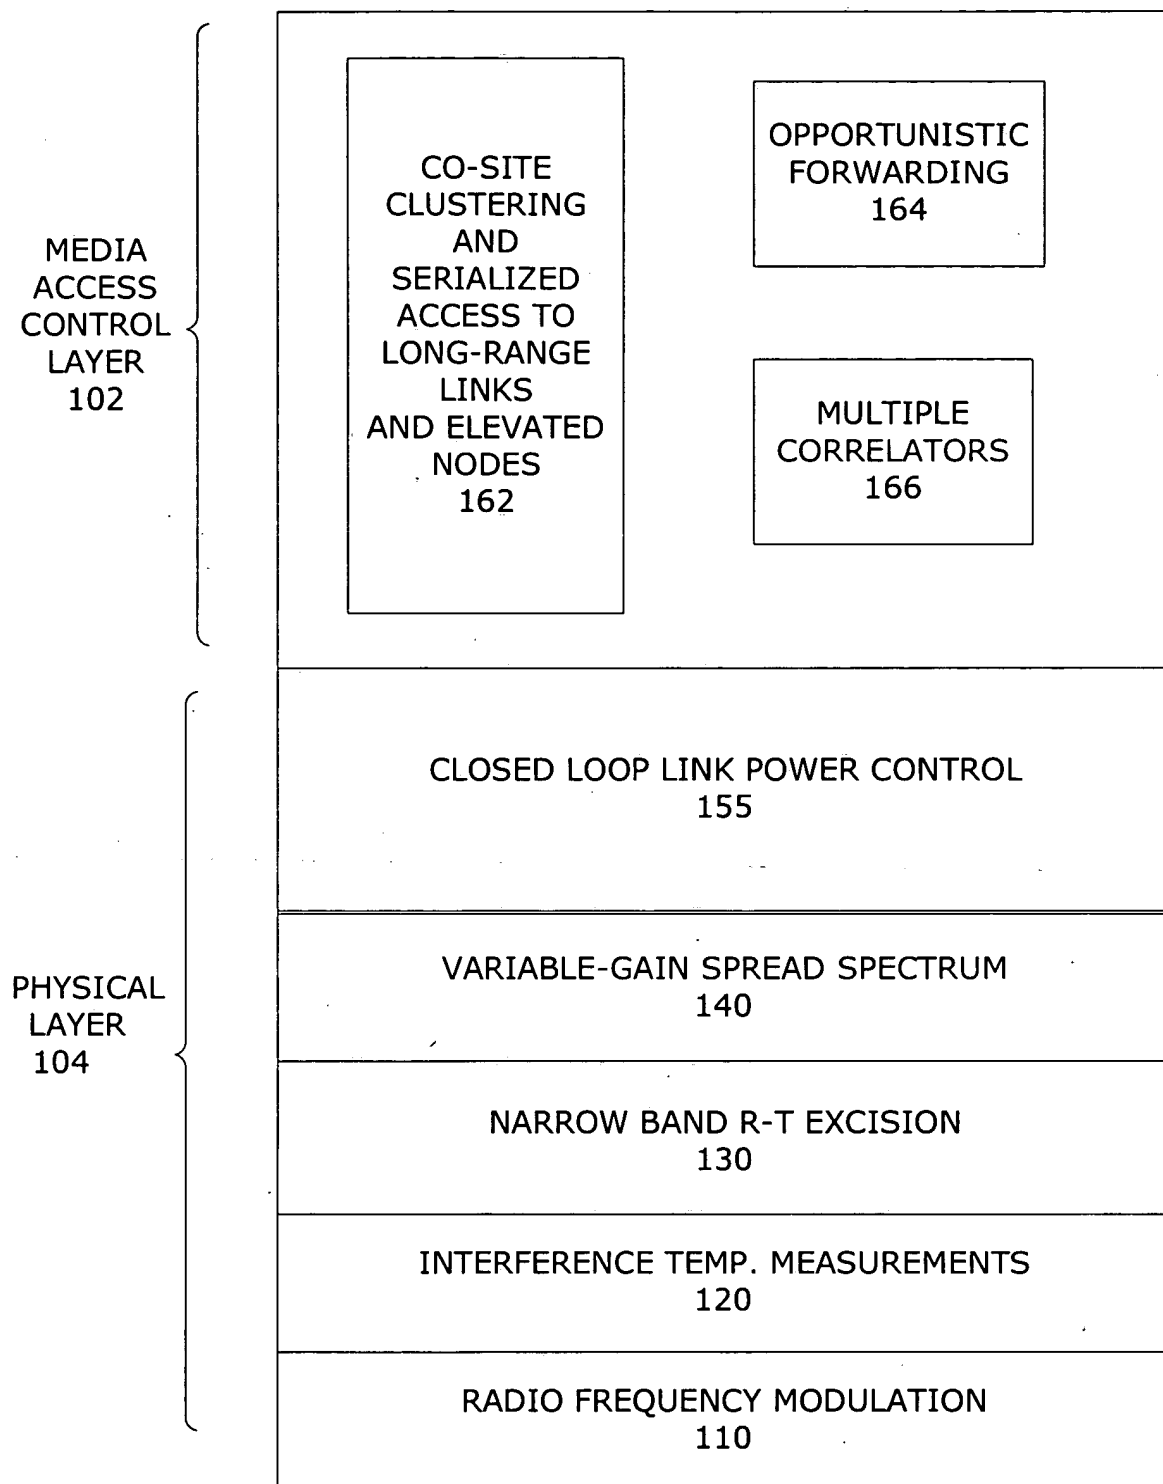 MEDIA
ACCESS
CONTROL
LAYER
102
CO-SITE
CLUSTERING
AND
SERIALIZED
ACCESS TO
LONG-RANGE
LINKS
AND ELEVATED
NODES
162
OPPORTUNISTIC
FORWARDING
164
MULTIPLE
CORRELATORS
166
PHYSICAL
LAYER
104
CLOSED LOOP LINK POWER CONTROL
155
VARIABLE-GAIN SPREAD SPECTRUM
140
NARROW BAND R-T EXCISION
130
INTERFERENCE TEMP. MEASUREMENTS
120
RADIO FREQUENCY MODULATION
110